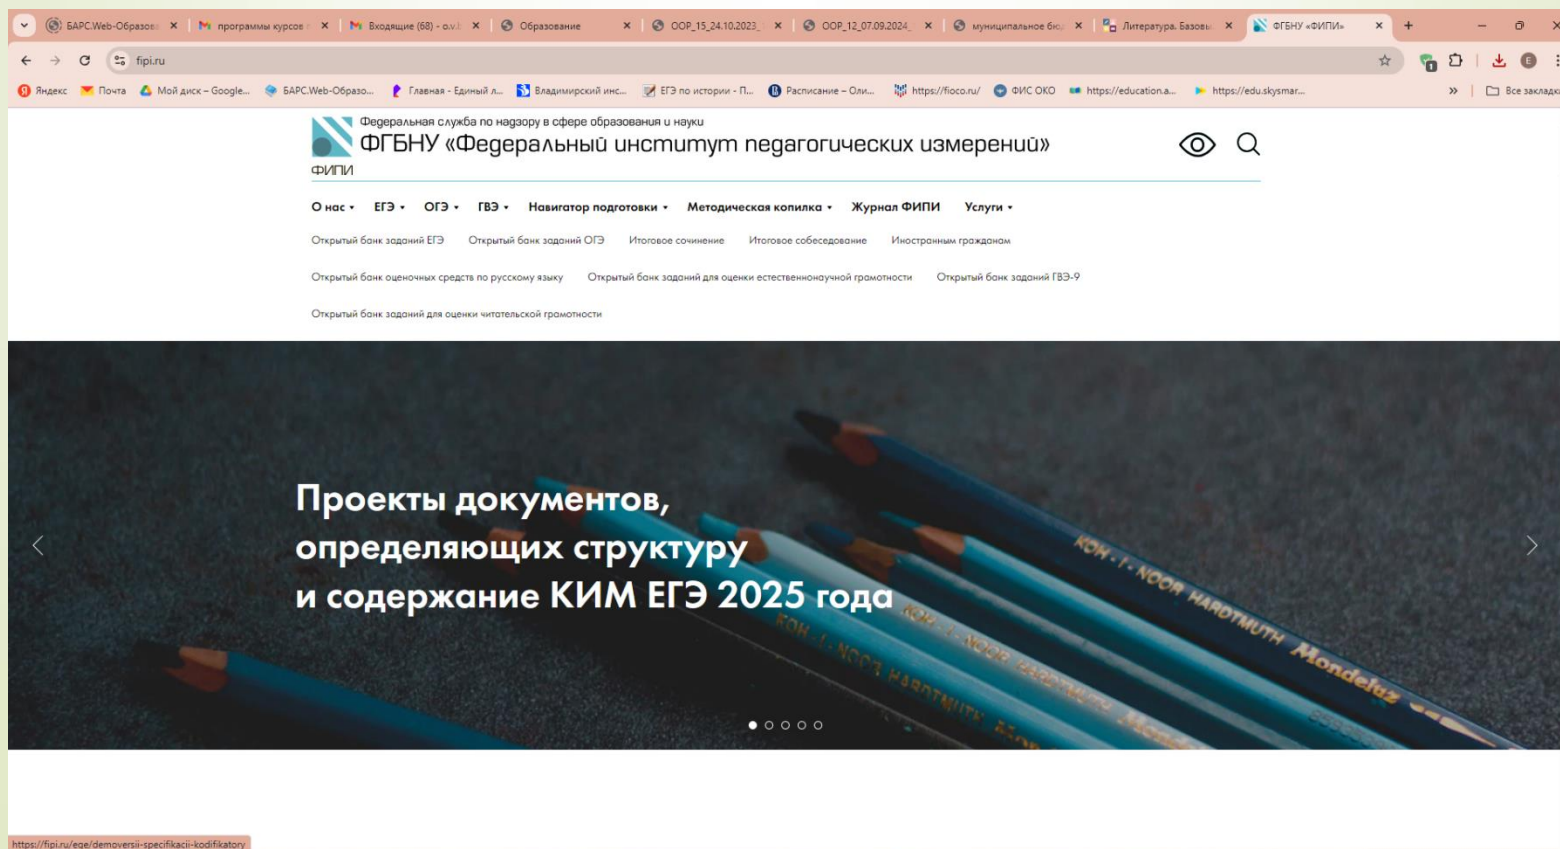 БАРС.Web-Образов программы курсов Входящие (68) - o.v. Образование ООР_15_24.10.2023_ ООР_12_07.09.2024_ муниципальное бю Литература. Базовы ФГБНУ «ФИПИ»
fipi.ru
Яндекс Почта Мой диск – Google... БАРС.Web-Образо... Главная - Единый л... Владимирский инс... ЕГЭ по истории - П... Расписание – Оли... https://fioco.ru/ ФИС ОКО https://education.a... https://edu.skysmar... » Все закладки
Федеральная служба по надзору в сфере образования и науки
ФГБНУ «Федеральный институт педагогических измерений»
ФИПИ
О нас ЕГЭ ОГЭ ГВЭ Навигатор подготовки Методическая копилка Журнал ФИПИ Услуги
Открытый банк заданий ЕГЭ Открытый банк заданий ОГЭ Итоговое сочинение Итоговое собеседование Иностранным гражданам
Открытый банк оценочных средств по русскому языку Открытый банк заданий для оценки естественнонаучной грамотности Открытый банк заданий ГВЭ-9
Открытый банк заданий для оценки читательской грамотности
Проекты документов,
определяющих структуру
и содержание КИМ ЕГЭ 2025 года
KOH-I-NOOR HARDTMUTH Mondeluz
KOH-I-NOOR HARDTMUTH
KOH-I-NOOR HARDTMUTH
https://fipi.ru/ege/demoversii-specifikacii-kodifikatory